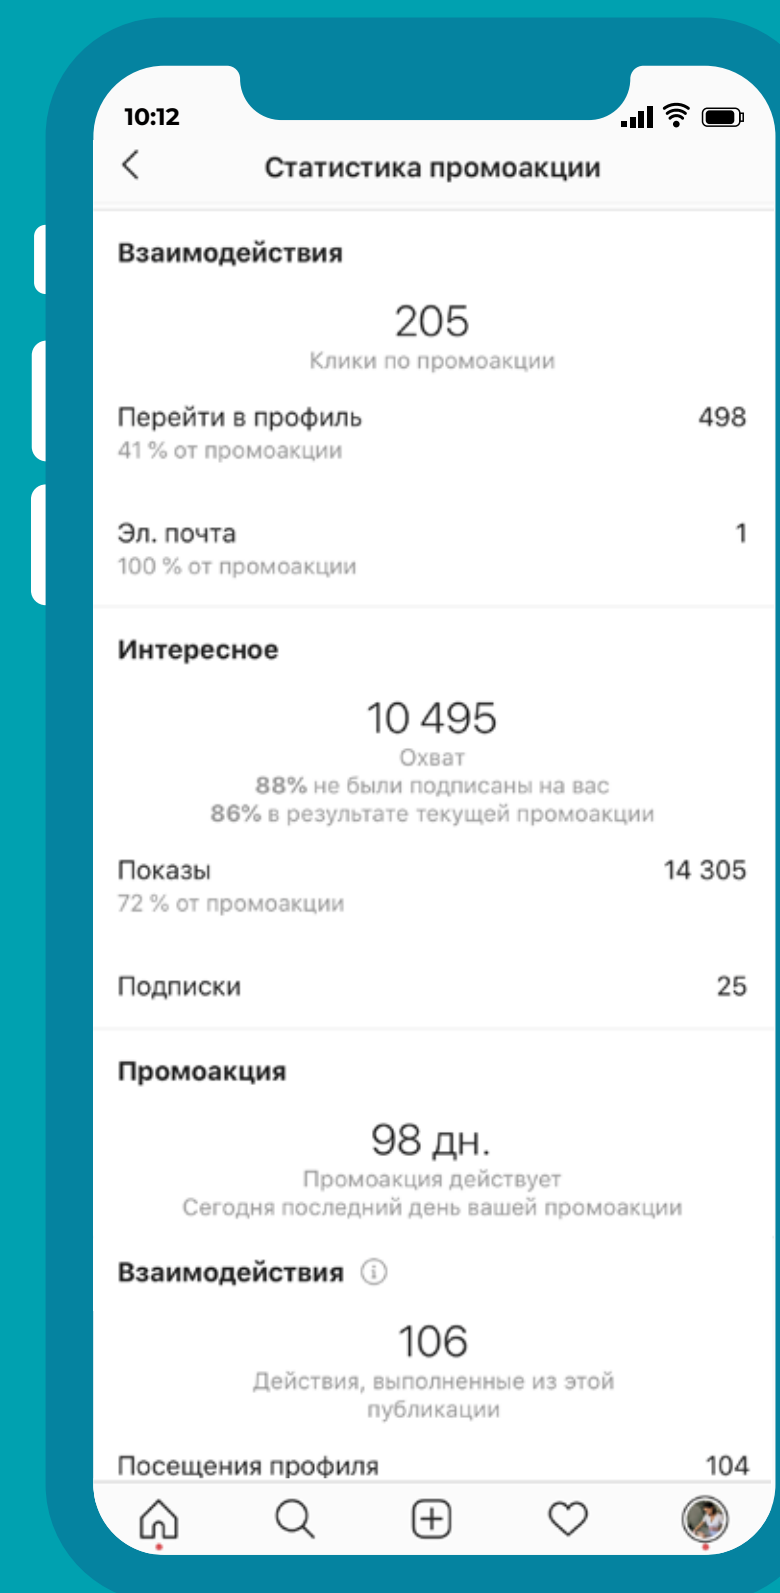 10:12
Статистика промоакции
Взаимодействия
205
Клики по промоакции
Перейти в профиль 498
41 % от промоакции
Эл. почта 1
100 % от промоакции
Интересное
10 495
Охват
88% не были подписаны на вас
86% в результате текущей промоакции
Показы 14 305
72 % от промоакции
Подписки 25
Промоакция
98 дн.
Промоакция действует
Сегодня последний день вашей промоакции
Взаимодействия
106
Действия, выполненные из этой
публикации
Посещения профиля 104